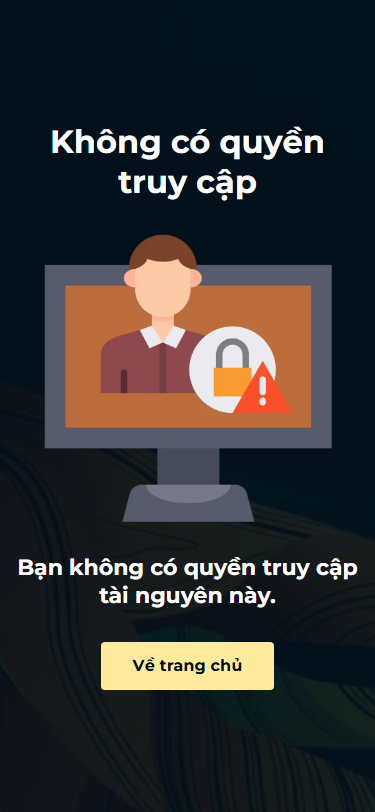 Không có quyền
truy cập
Bạn không có quyền truy cập
tài nguyên này.
Về trang chủ